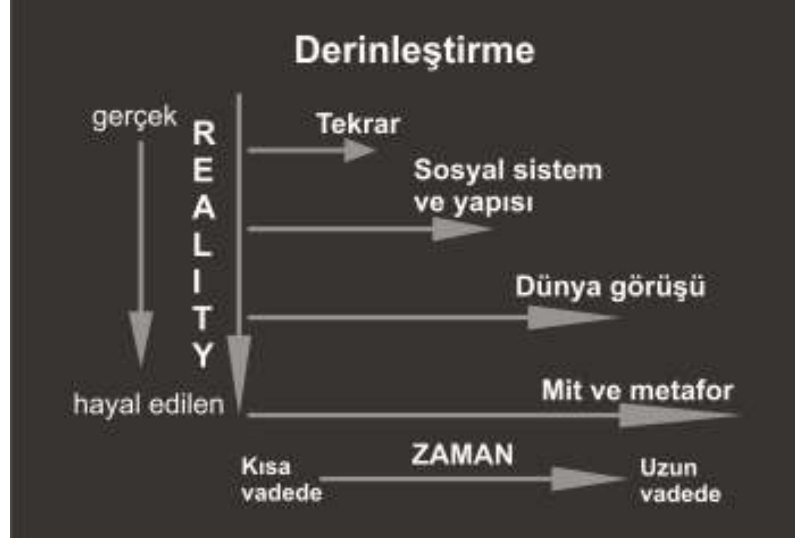 Derinleştirme
gerçek
REALITY
Tekrar
Sosyal sistem
ve yapısı
Dünya görüşü
Mit ve metafor
hayal edilen
ZAMAN
Kısa
vadede
Uzun
vadede